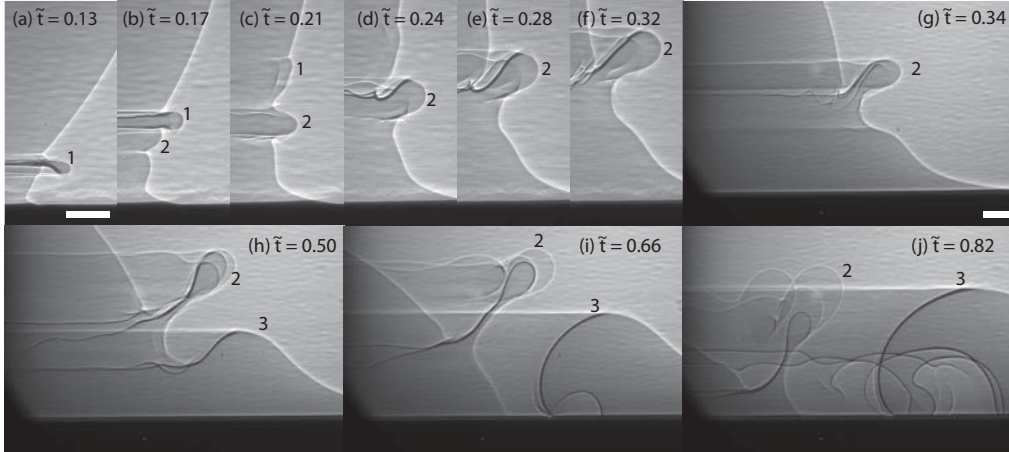 (a) t̃ = 0.13
1
(b) t̃ = 0.17
1
2
(c) t̃ = 0.21
1
2
(d) t̃ = 0.24
2
(e) t̃ = 0.28
2
(f) t̃ = 0.32
2
(g) t̃ = 0.34
2
(h) t̃ = 0.50
2
3
(i) t̃ = 0.66
2
3
(j) t̃ = 0.82
2
3